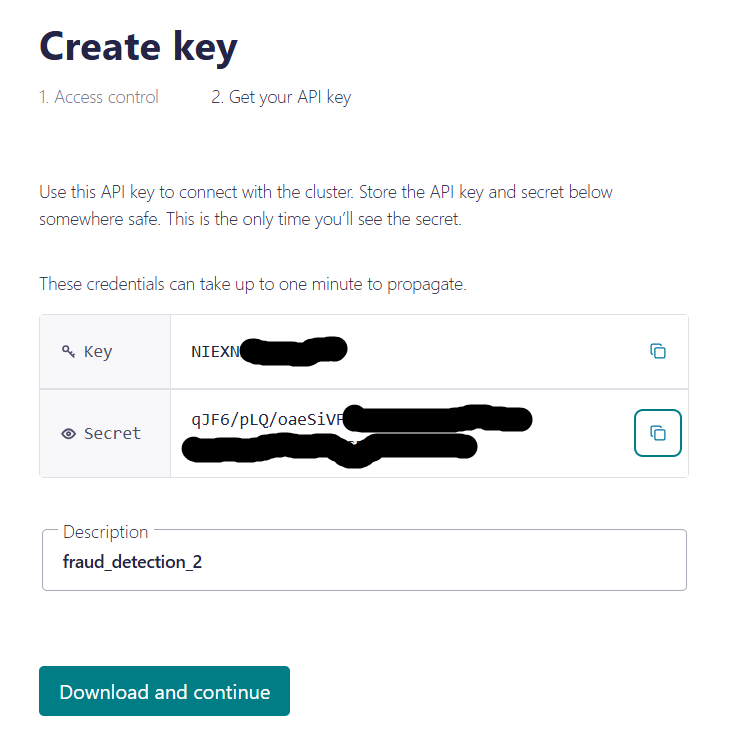 Create key
1. Access control 2. Get your API key
Use this API key to connect with the cluster. Store the API key and secret below
somewhere safe. This is the only time you’ll see the secret.
These credentials can take up to one minute to propagate.
Key NIEXN
Secret qJF6/pLQ/oaeSiVF
Description
fraud_detection_2
Download and continue